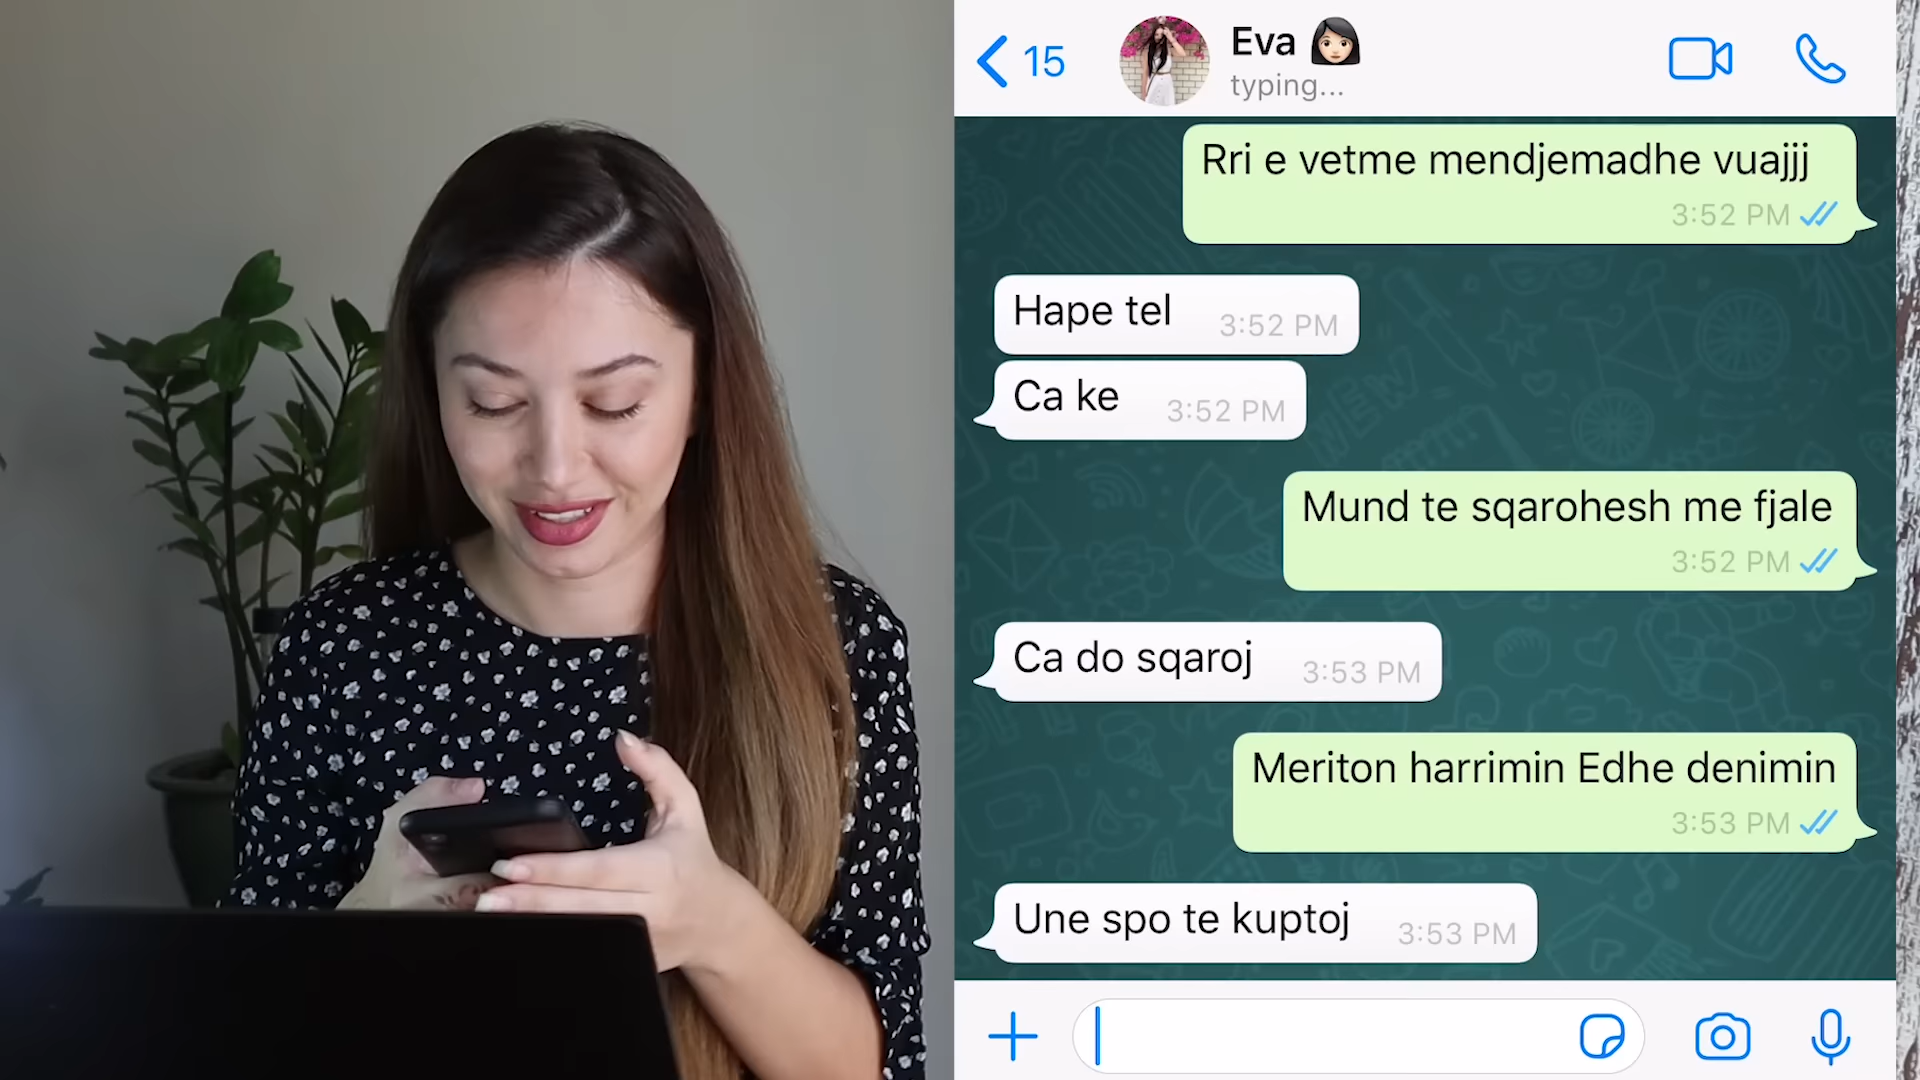 15
Eva
typing...
Rri e vetme mendjemadhe vuajjj
3:52 PM
Hape tel 3:52 PM
Ca ke 3:52 PM
Mund te sqarohesh me fjale
3:52 PM
Ca do sqaroj 3:53 PM
Meriton harrimin Edhe denimin
3:53 PM
Une spo te kuptoj 3:53 PM